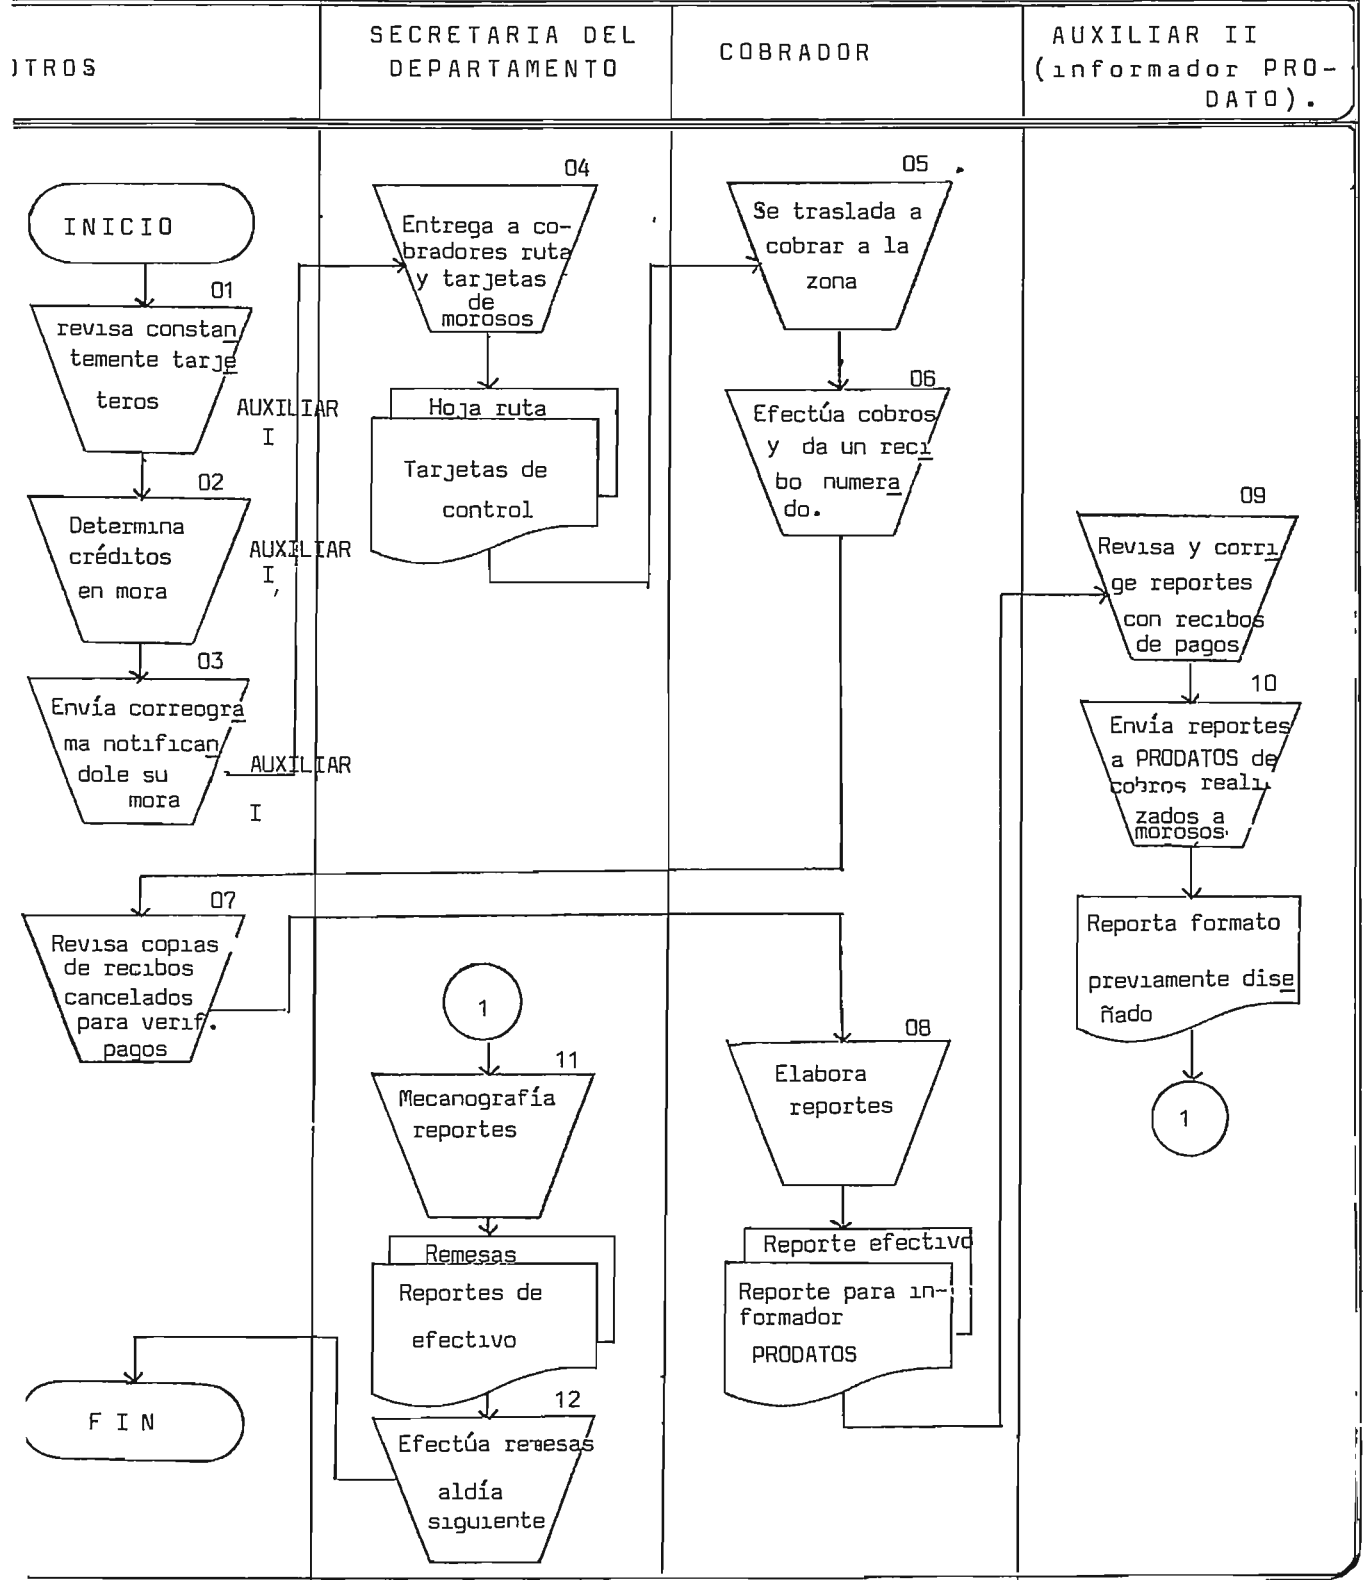 OTROS
SECRETARIA DEL
DEPARTAMENTO
COBRADOR
AUXILIAR II
(informador PRO-
DATO).
INICIO
01
revisa constan
temente tarje
teros
AUXILIAR
I
02
Determina
créditos
en mora
AUXILIAR
I
03
Envía correogra
ma notifican
dole su
mora
AUXILIAR
I
04
Entrega a co-
bradores ruta
y tarjetas
de
morosos
Hoja ruta
Tarjetas de
control
05
Se traslada a
cobrar a la
zona
06
Efectúa cobros
y da un reci
bo numera
do.
07
Revisa copias
de recibos
cancelados
para verif.
pagos
08
Elabora
reportes
Reporte efectivo
Reporte para in-
formador
PRODATOS
09
Revisa y corri
ge reportes
con recibos
de pagos
10
Envía reportes
a PRODATOS de
cobros reali
zados a
morosos
Reporta formato
previamente dise
ñado
1
1
11
Mecanografía
reportes
Remesas
Reportes de
efectivo
12
Efectúa remesas
aldía
siguiente
FIN